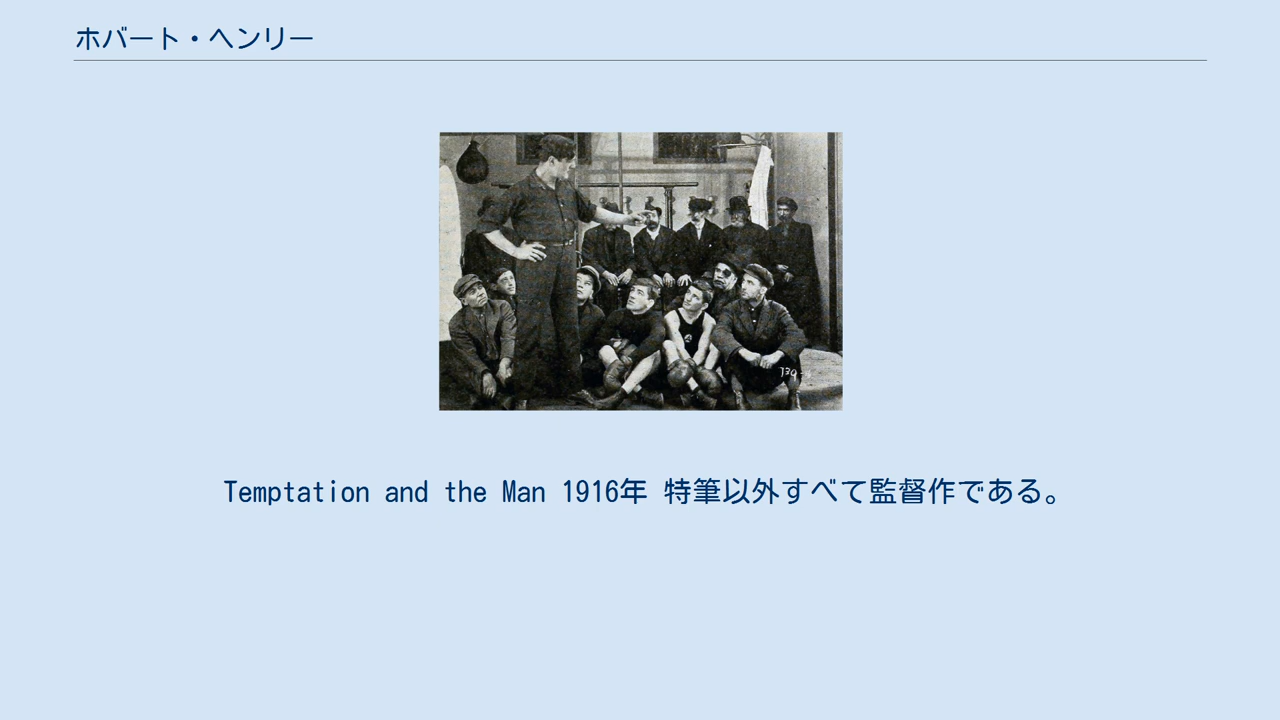 ホバート・ヘンリー
Temptation and the Man 1916年 特筆以外すべて監督作である。